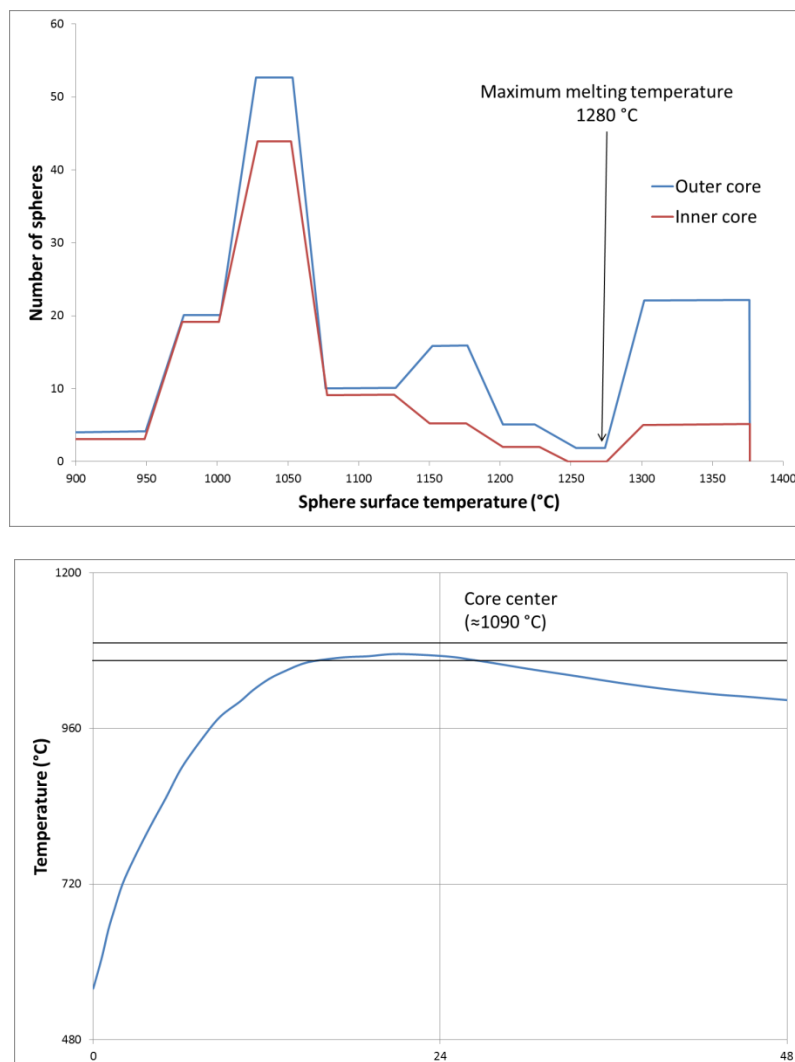 60
50
40
30
20
10
0
Number of spheres
Maximum melting temperature
1280 °C
Outer core
Inner core
900 950 1000 1050 1100 1150 1200 1250 1300 1350 1400
Sphere surface temperature (°C)
1200
960
720
480
Temperature (°C)
Core center
(≈1090 °C)
0 24 48